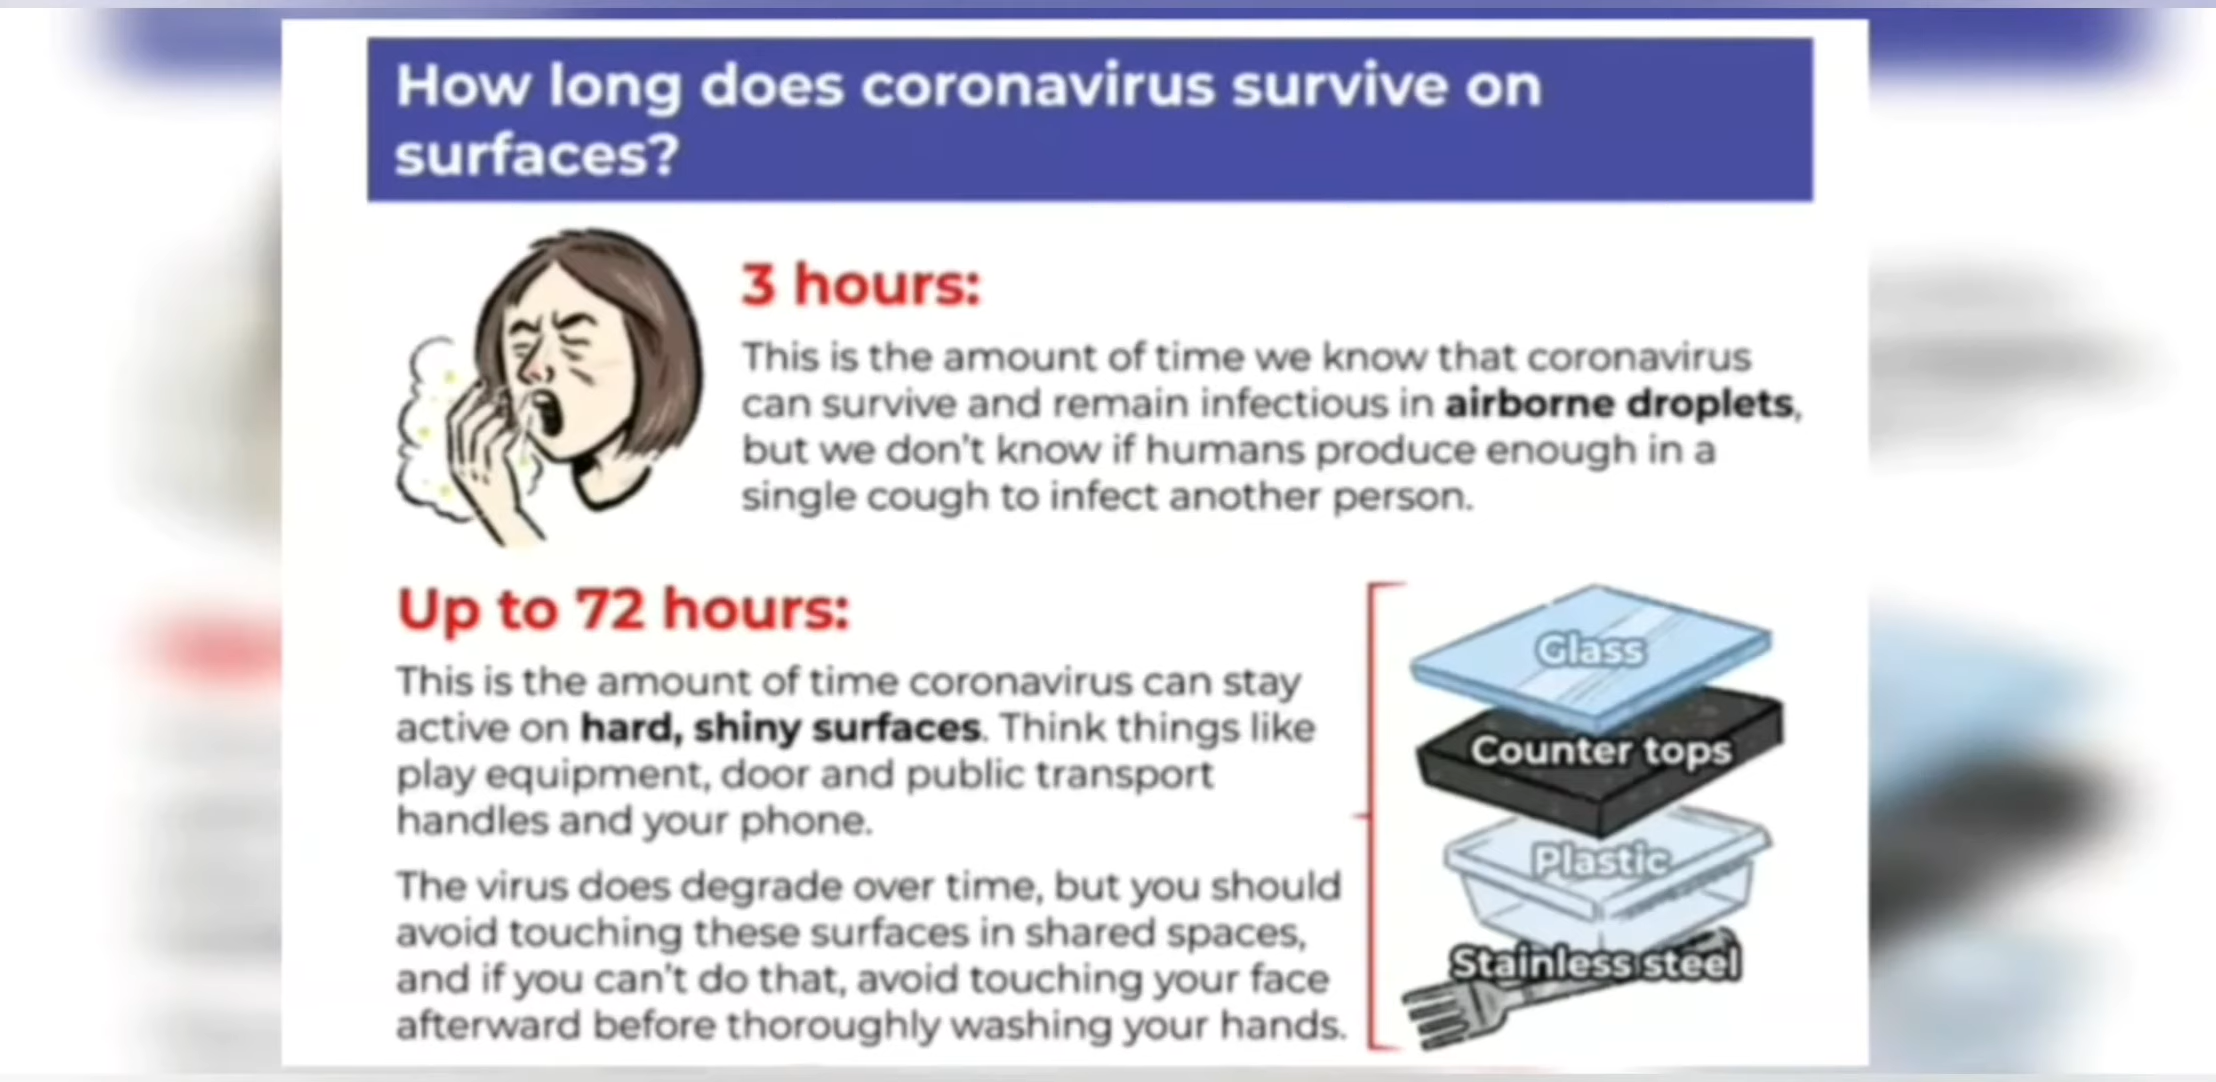 How long does coronavirus survive on
surfaces?
3 hours:
This is the amount of time we know that coronavirus
can survive and remain infectious in airborne droplets,
but we don't know if humans produce enough in a
single cough to infect another person.
Up to 72 hours:
This is the amount of time coronavirus can stay
active on hard, shiny surfaces. Think things like
play equipment, door and public transport
handles and your phone.
The virus does degrade over time, but you should
avoid touching these surfaces in shared spaces,
and if you can't do that, avoid touching your face
afterward before thoroughly washing your hands.
Glass
Counter tops
Plastic
Stainless steel